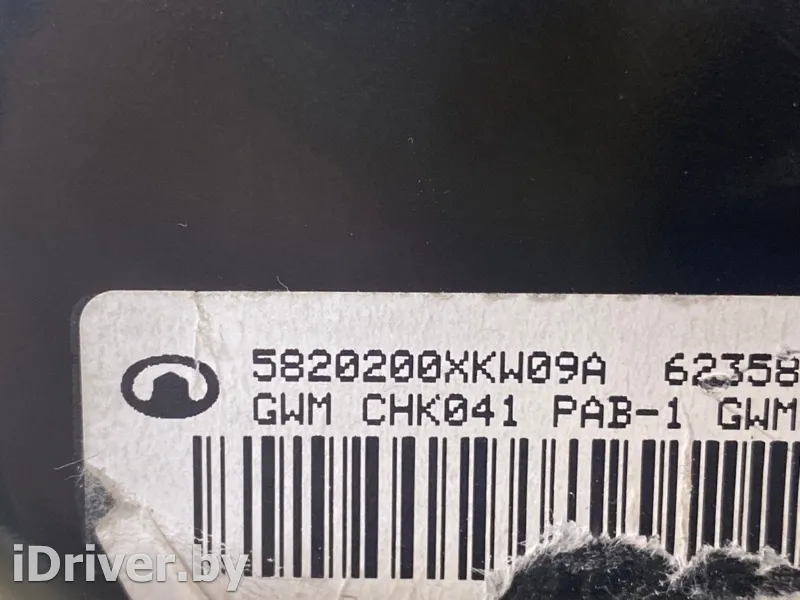 5820200XKW09A 62358
GWM CHK041 PAB-1 GWM
iDriver.by